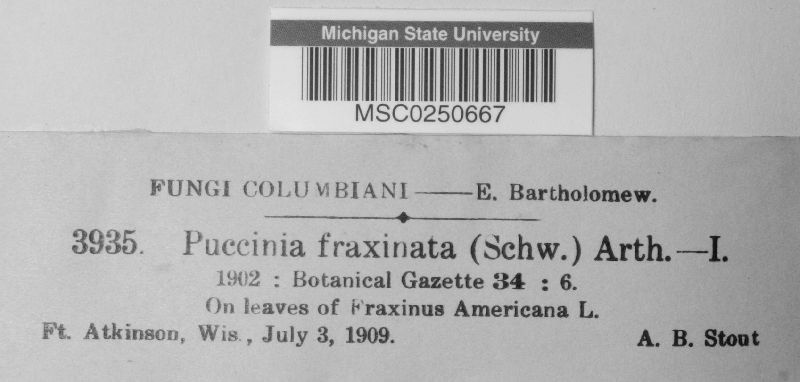 Michigan State University
MSC0250667
FUNGI COLUMBIANI——E. Bartholomew.
3935. Puccinia fraxinata (Schw.) Arth.—I.
1902 : Botanical Gazette 34 : 6.
On leaves of Fraxinus Americana L.
Ft. Atkinson, Wis., July 3, 1909.
A. B. Stout